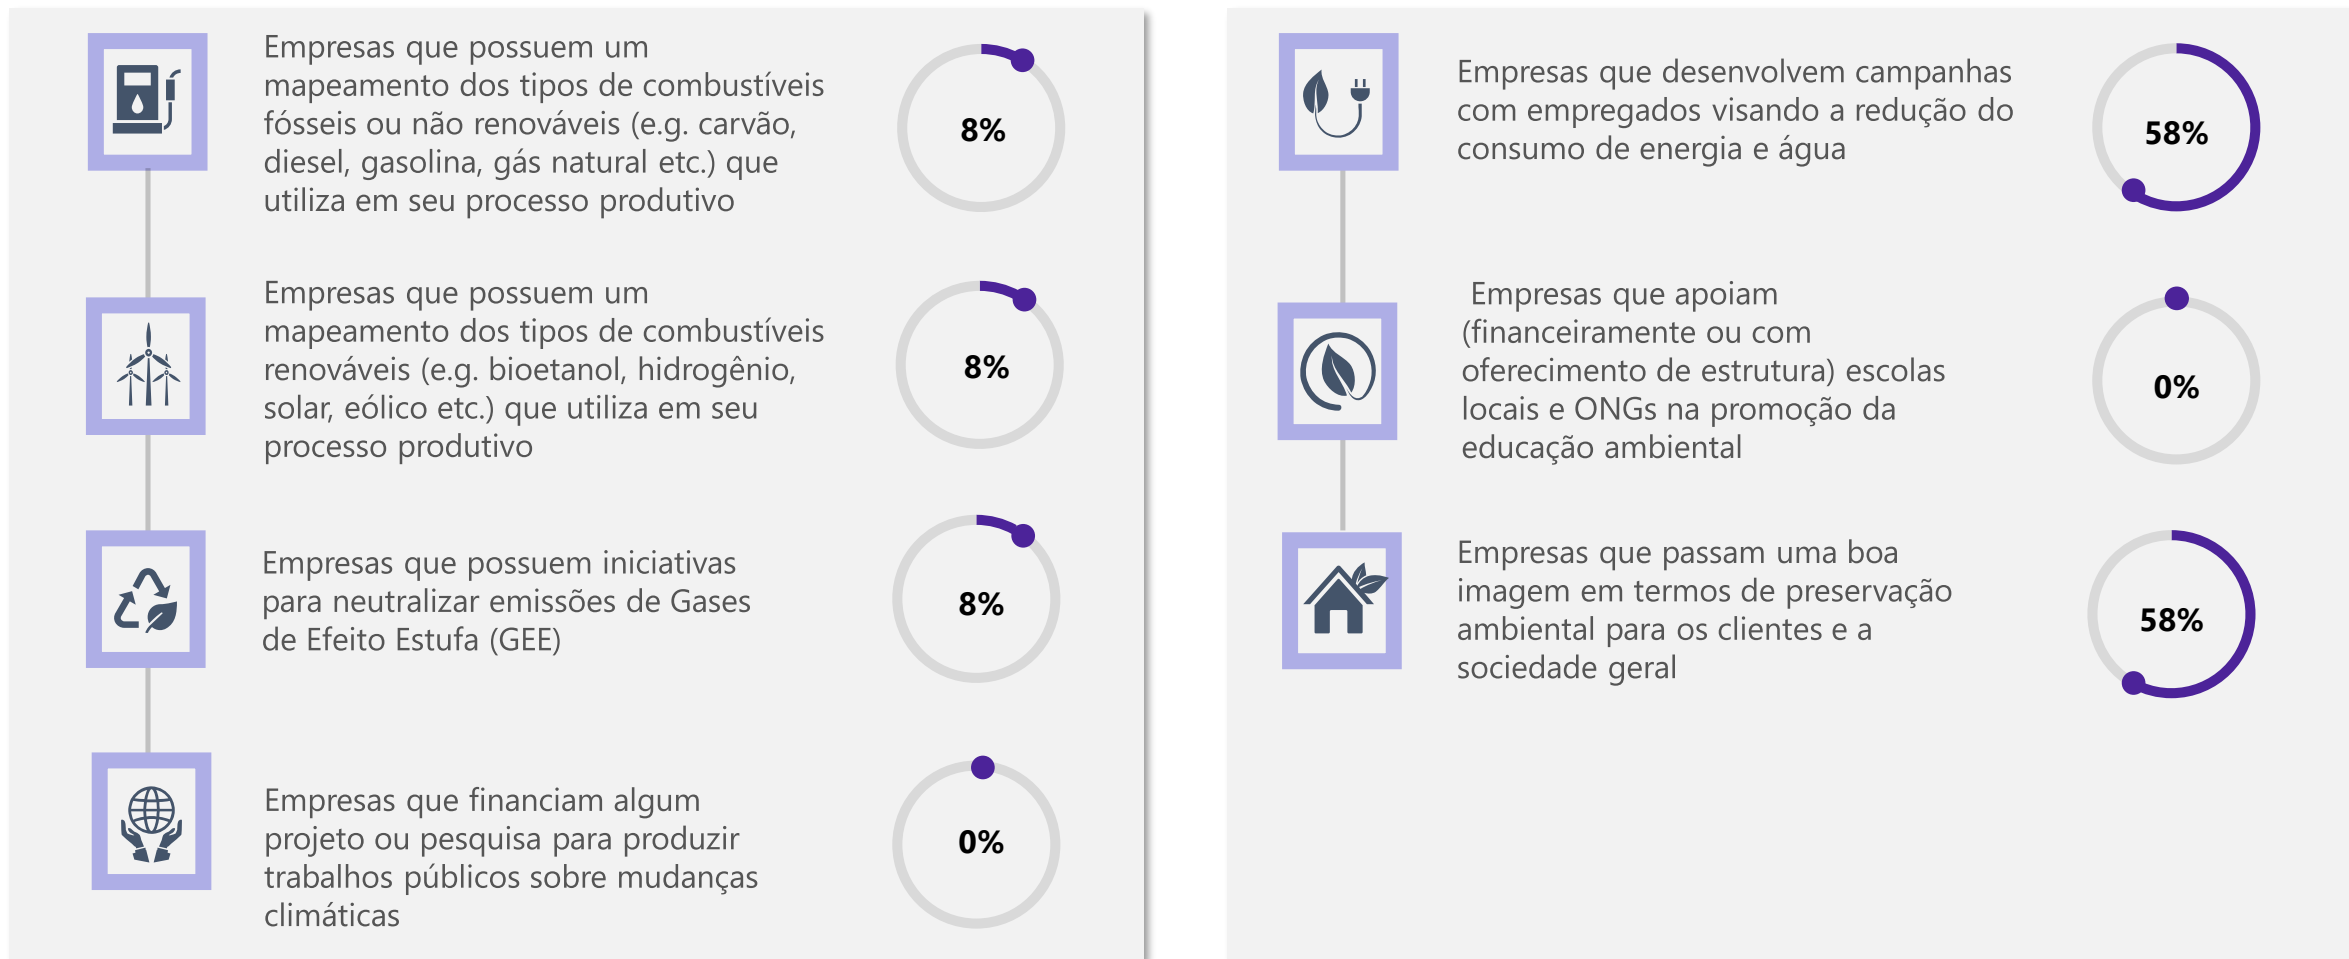 Empresas que possuem um
mapeamento dos tipos de combustíveis
fósseis ou não renováveis (e.g. carvão,
diesel, gasolina, gás natural etc.) que
utiliza em seu processo produtivo
8%
Empresas que possuem um
mapeamento dos tipos de combustíveis
renováveis (e.g. bioetanol, hidrogênio,
solar, eólico etc.) que utiliza em seu
processo produtivo
8%
Empresas que possuem iniciativas
para neutralizar emissões de Gases
de Efeito Estufa (GEE)
8%
Empresas que financiam algum
projeto ou pesquisa para produzir
trabalhos públicos sobre mudanças
climáticas
0%
Empresas que desenvolvem campanhas
com empregados visando a redução do
consumo de energia e água
58%
Empresas que apoiam
(financeiramente ou com
oferecimento de estrutura) escolas
locais e ONGs na promoção da
educação ambiental
0%
Empresas que passam uma boa
imagem em termos de preservação
ambiental para os clientes e a
sociedade geral
58%